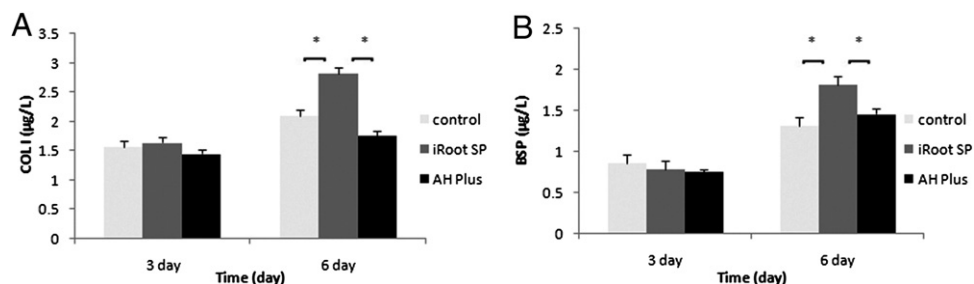 A
COL I (µg/L)
3.5
3
2.5
2
1.5
1
0.5
0
* *
3 day 6 day
Time (day)
control
iRoot SP
AH Plus
B
BSP (µg/L)
2.5
2
1.5
1
0.5
0
* *
3 day 6 day
Time (day)
control
iRoot SP
AH Plus